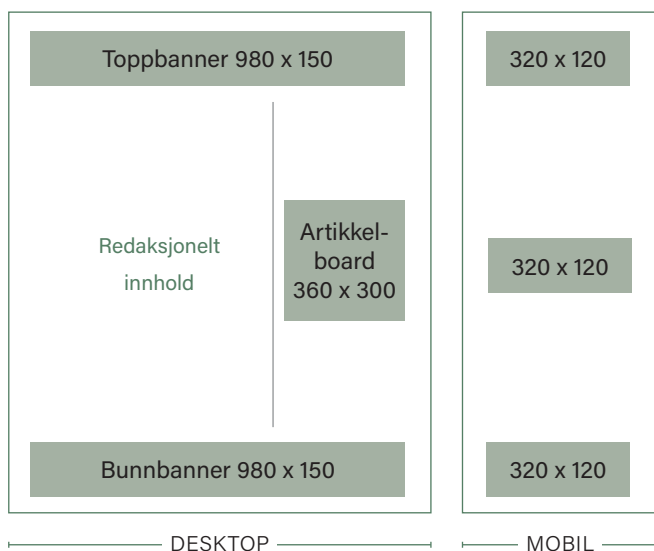 Toppbanner 980 x 150
Redaksjonelt
innhold
Artikkel-
board
360 x 300
Bunnbanner 980 x 150
DESKTOP
320 x 120
320 x 120
320 x 120
MOBIL